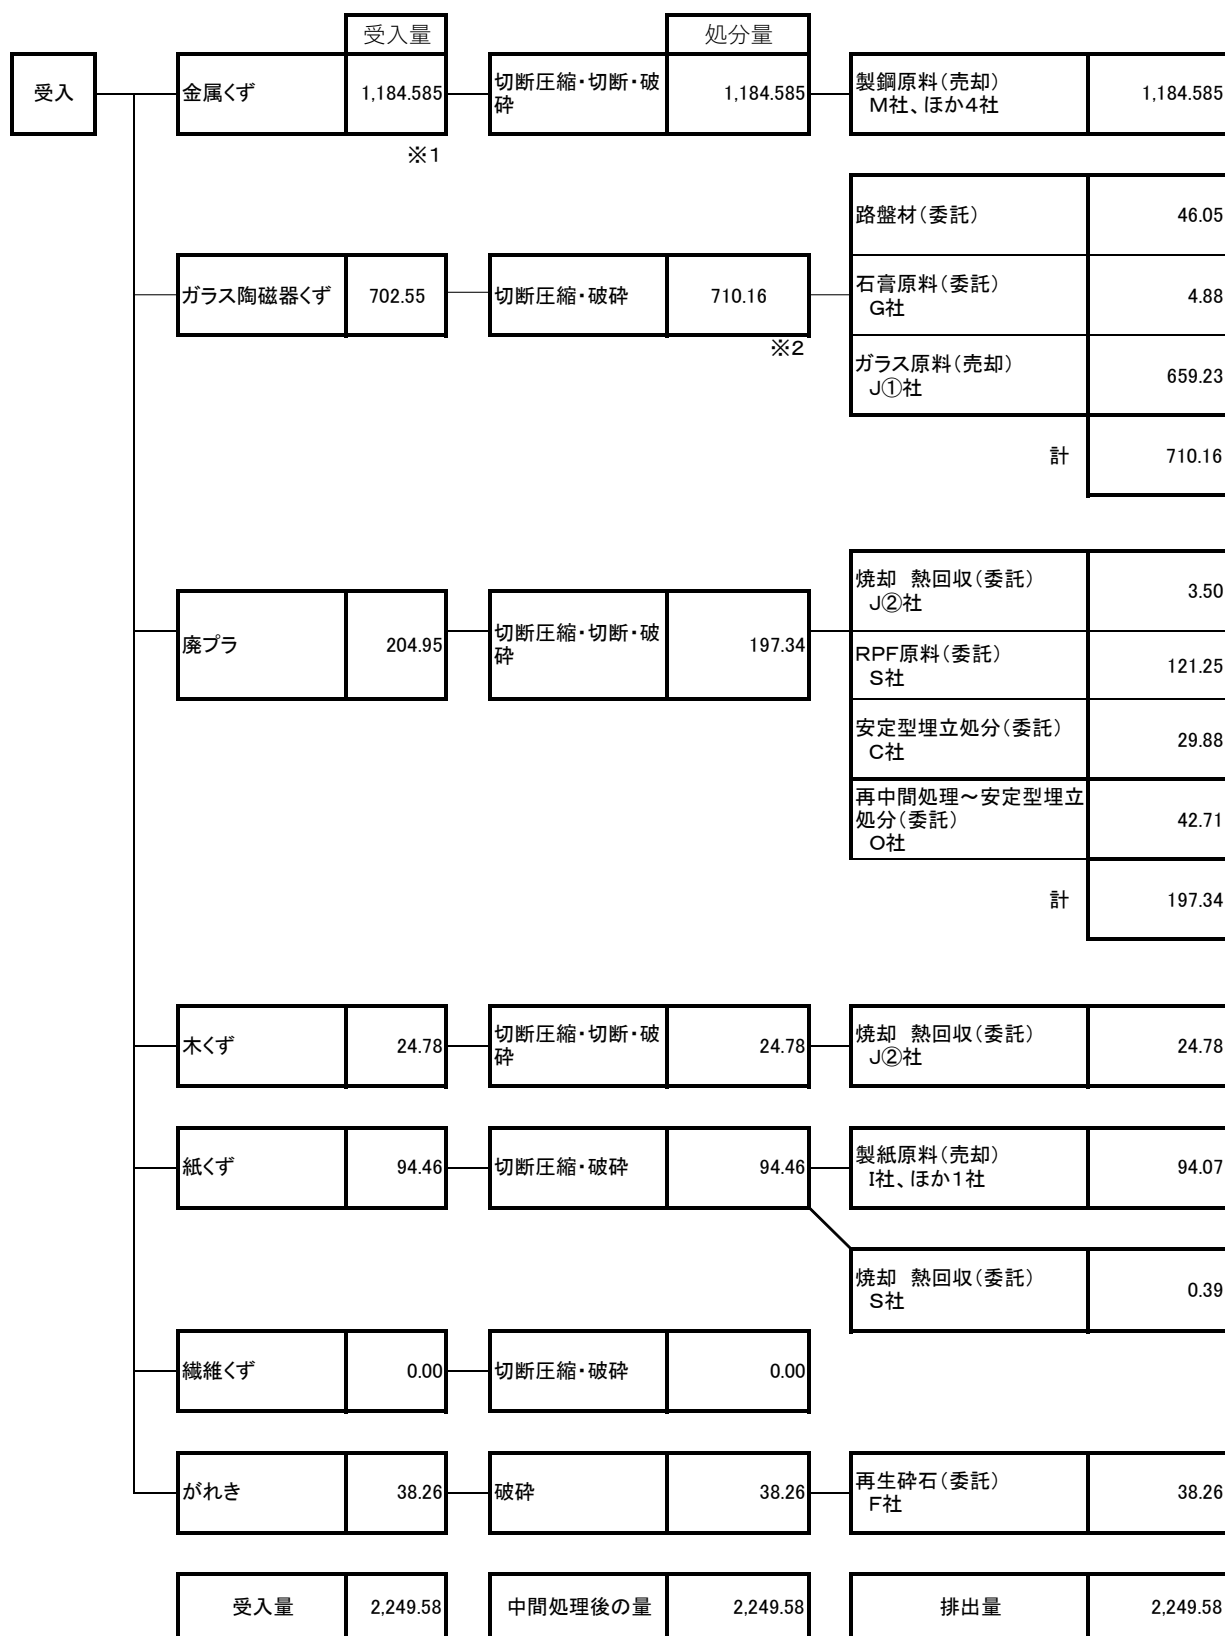 受入量
処分量
受入
金属くず
1,184.585
切断圧縮・切断・破
砕
1,184.585
製鋼原料(売却)
M社、ほか4社
1,184.585
※1
路盤材(委託)
46.05
ガラス陶磁器くず
702.55
切断圧縮・破砕
710.16
石膏原料(委託)
G社
4.88
※2
ガラス原料(売却)
J①社
659.23
計
710.16
焼却 熱回収(委託)
J②社
3.50
廃プラ
204.95
切断圧縮・切断・破
砕
197.34
RPF原料(委託)
S社
121.25
安定型埋立処分(委託)
C社
29.88
再中間処理~安定型埋立
処分(委託)
O社
42.71
計
197.34
木くず
24.78
切断圧縮・切断・破
砕
24.78
焼却 熱回収(委託)
J②社
24.78
紙くず
94.46
切断圧縮・破砕
94.46
製紙原料(売却)
I社、ほか1社
94.07
焼却 熱回収(委託)
S社
0.39
繊維くず
0.00
切断圧縮・破砕
0.00
がれき
38.26
破砕
38.26
再生砕石(委託)
F社
38.26
受入量
2,249.58
中間処理後の量
2,249.58
排出量
2,249.58